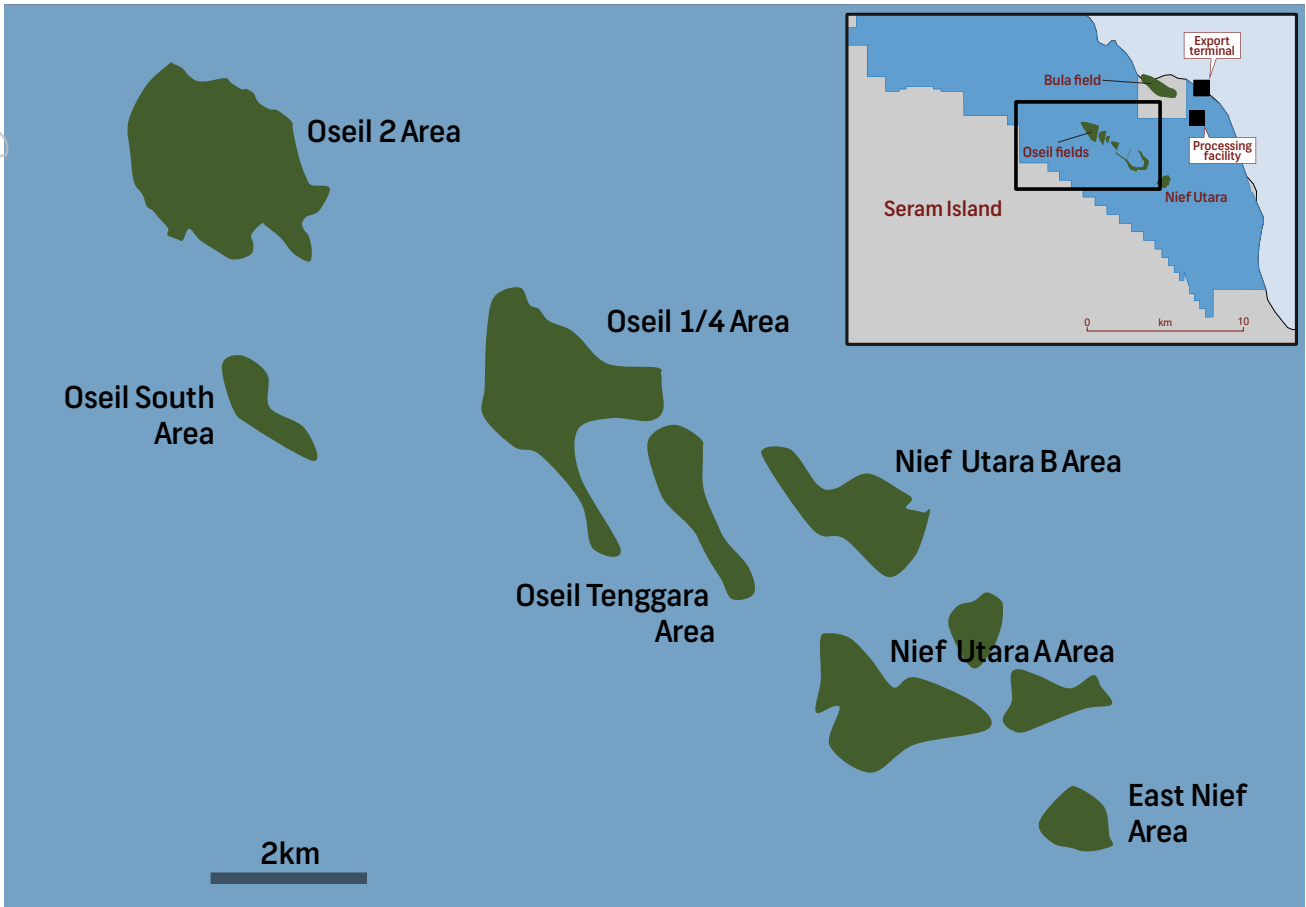 Oseil 2 Area
Oseil South
Area
Oseil 1/4 Area
Oseil Tenggara
Area
Nief Utara B Area
Nief Utara A Area
East Nief
Area
2km
Export
terminal
Bula field
Oseil fields
Processing
facility
Nief Utara
Seram Island
0 km 10